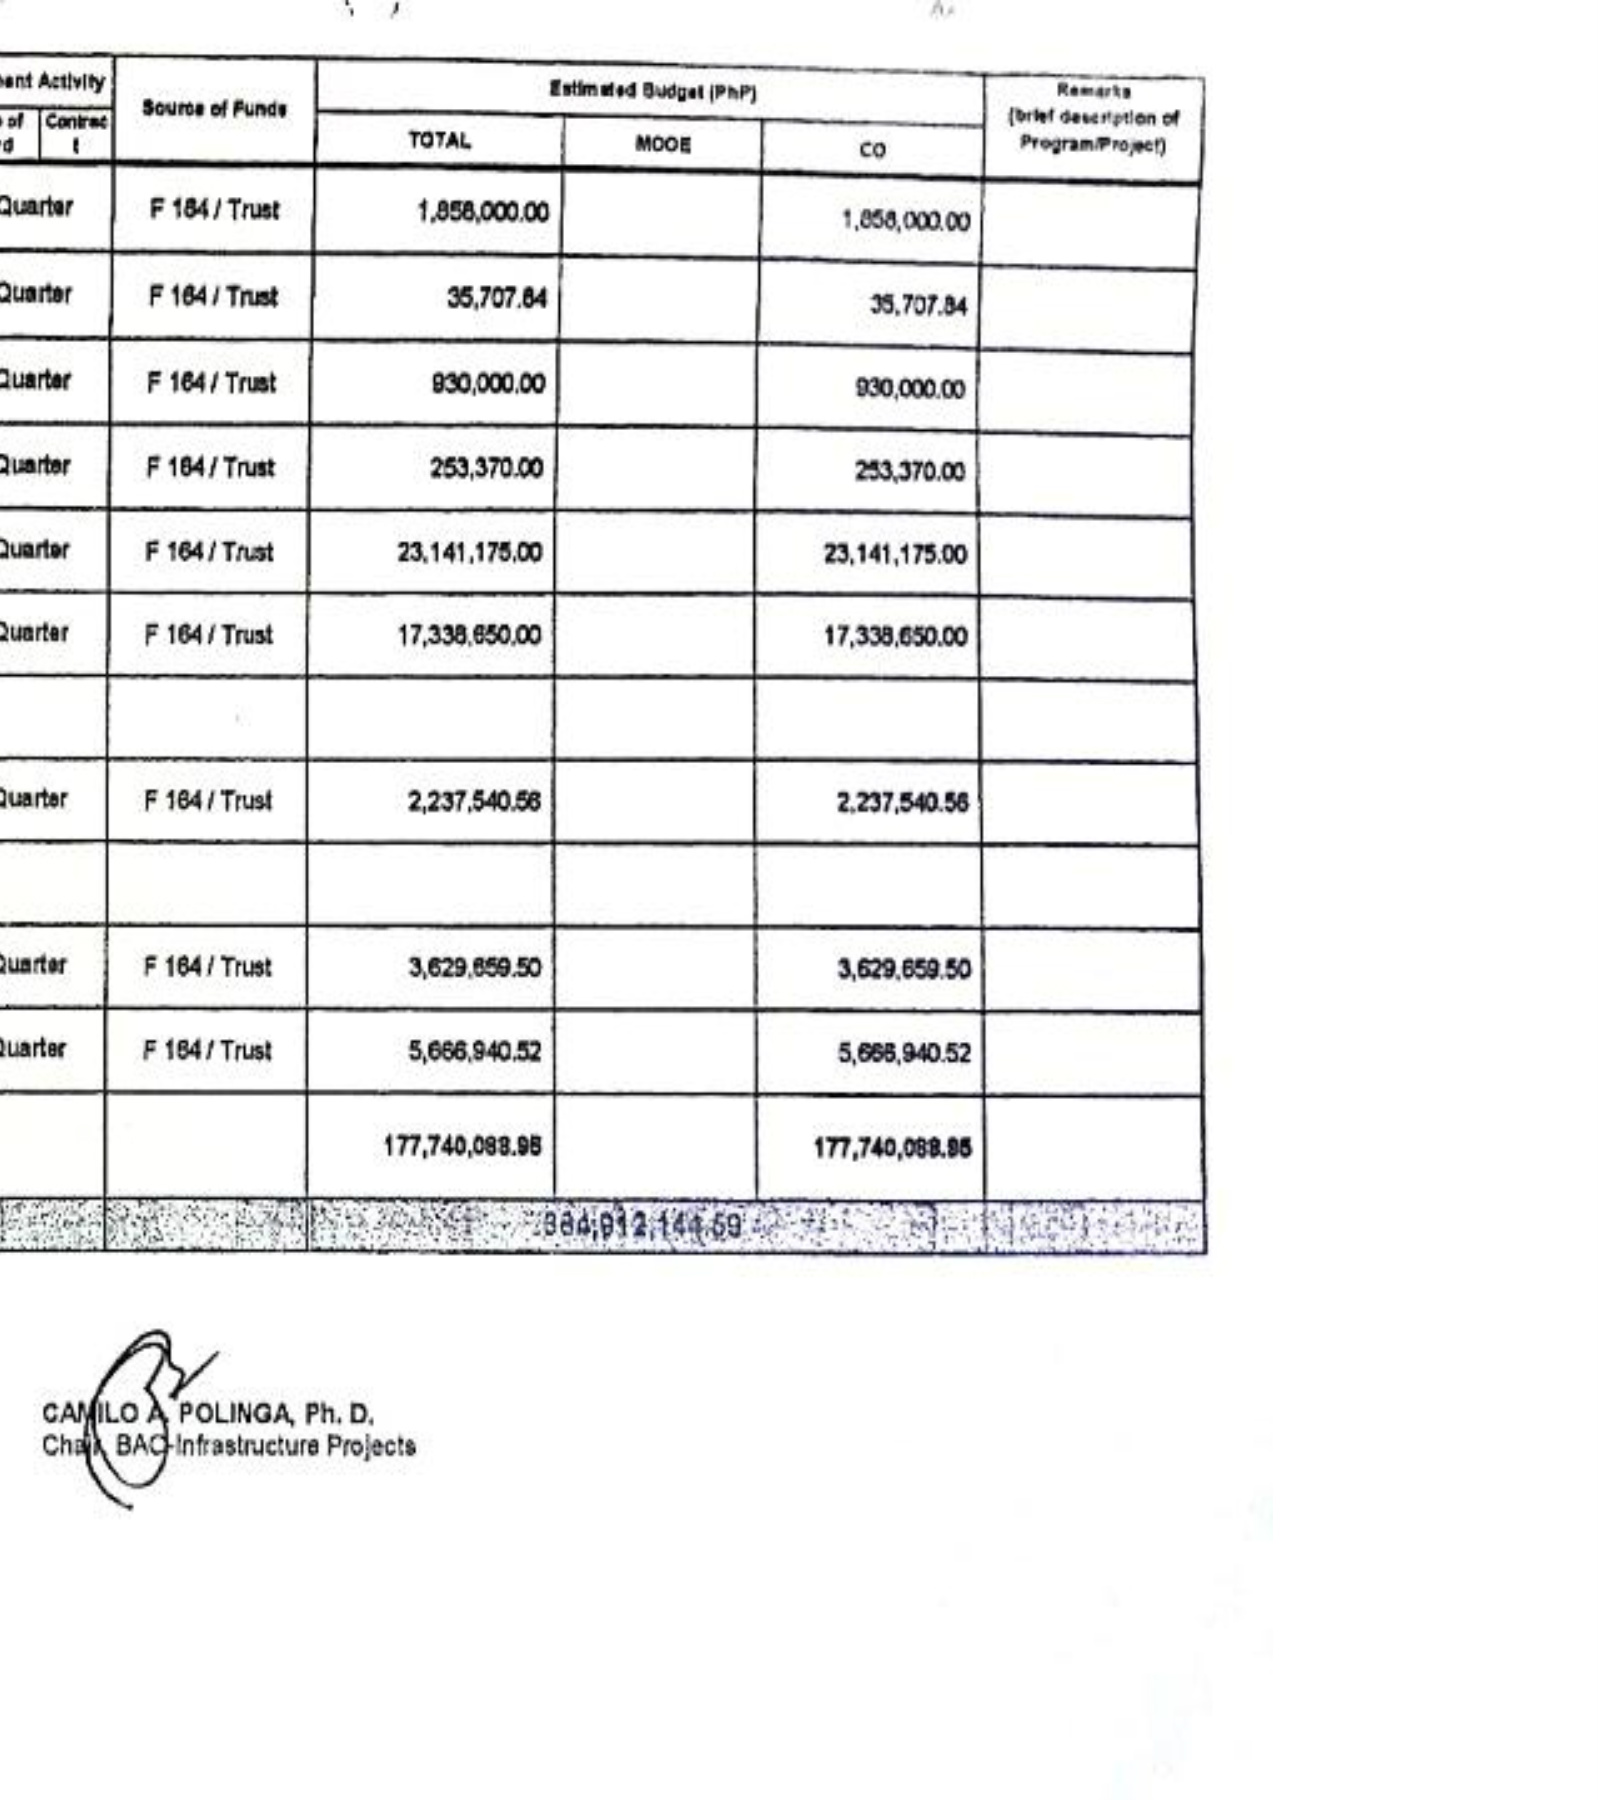 ent Activity
Source of Funds
Estimated Budget (PhP)
Remarks
(brief description of
Program/Project)
of
d
Contrac
t
TOTAL
MOOE
CO
Quarter F 164 / Trust 1,858,000.00 1,858,000.00
Quarter F 164 / Trust 35,707.84 35,707.84
Quarter F 164 / Trust 930,000.00 930,000.00
Quarter F 164 / Trust 253,370.00 253,370.00
Quarter F 164 / Trust 23,141,175.00 23,141,175.00
Quarter F 164 / Trust 17,338,650.00 17,338,650.00
Quarter F 164 / Trust 2,237,540.56 2,237,540.56
Quarter F 164 / Trust 3,629,659.50 3,629,659.50
Quarter F 164 / Trust 5,666,940.52 5,666,940.52
177,740,088.95 177,740,088.95
CAMILO A. POLINGA, Ph. D.
Chair, BAC-Infrastructure Projects